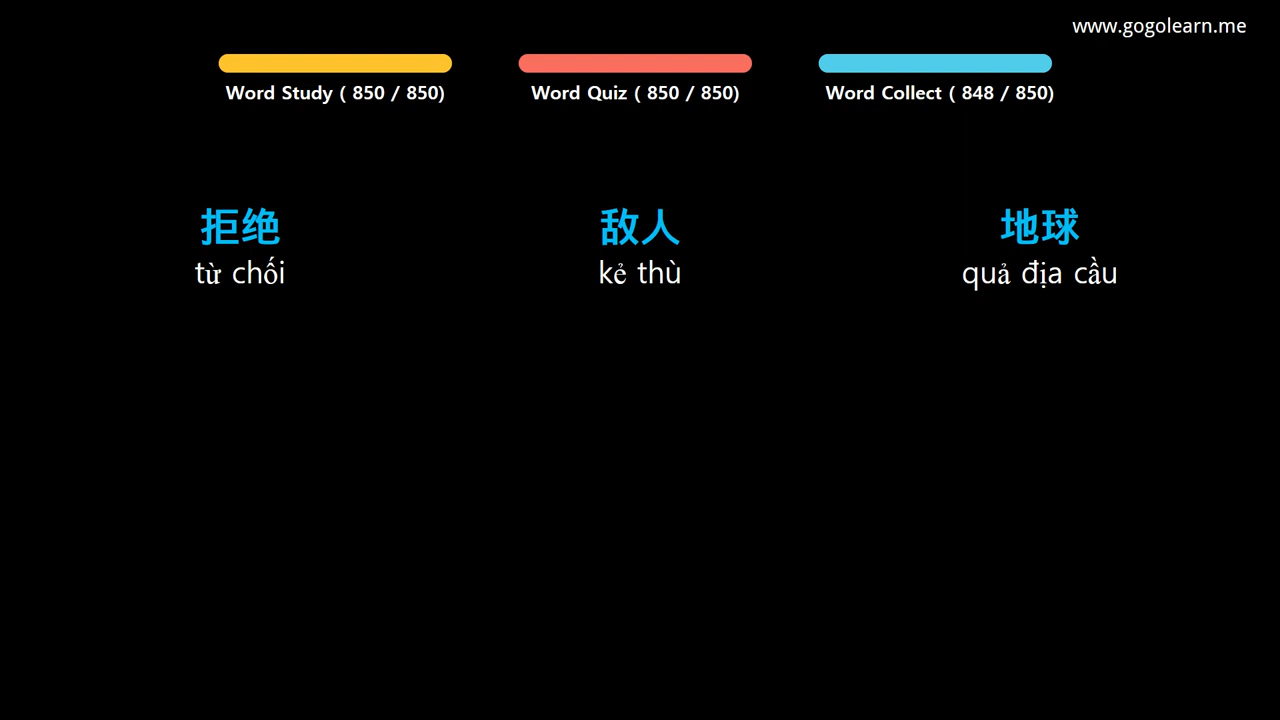 www.gogolearn.me
Word Study ( 850 / 850)
Word Quiz ( 850 / 850)
Word Collect ( 848 / 850)
拒绝
từ chối
敌人
kẻ thù
地球
quả địa cầu